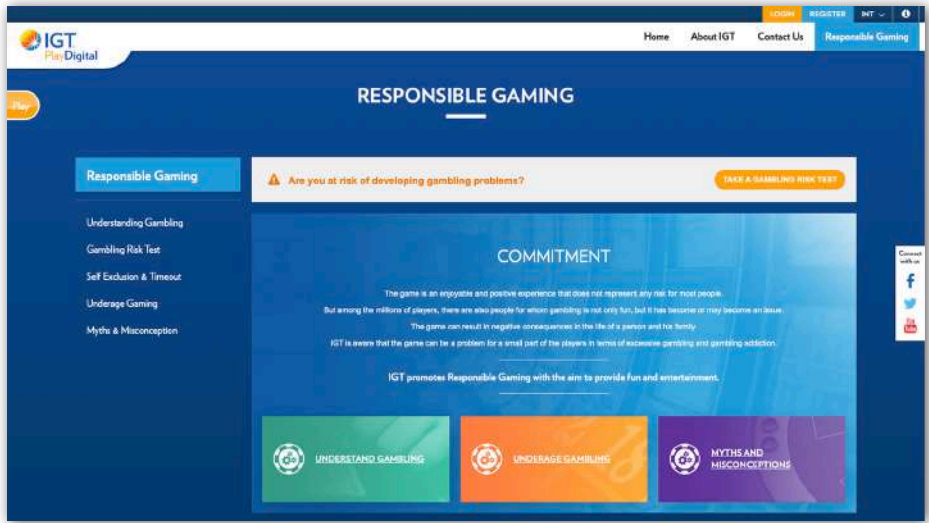 LOGIN REGISTER INT
IGT
PlayDigital
Home About IGT Contact Us Responsible Gaming
Play
RESPONSIBLE GAMING
Responsible Gaming
Understanding Gambling
Gambling Risk Test
Self Exclusion & Timeout
Underage Gaming
Myths & Misconception
Are you at risk of developing gambling problems?
TAKE A GAMBLING RISK TEST
COMMITMENT
The game is an enjoyable and positive experience that does not represent any risk for most people.
But among the millions of players, there are also people for whom gambling is not only fun, but it has become or may become an issue.
The game can result in negative consequences in the life of a person and his family
IGT is aware that the game can be a problem for a small part of the players in terms of excessive gambling and gambling addiction.
IGT promotes Responsible Gaming with the aim to provide fun and entertainment.
UNDERSTAND GAMBLING
UNDERAGE GAMBLING
MYTHS AND
MISCONCEPTIONS
Connect
with us
You
Tube